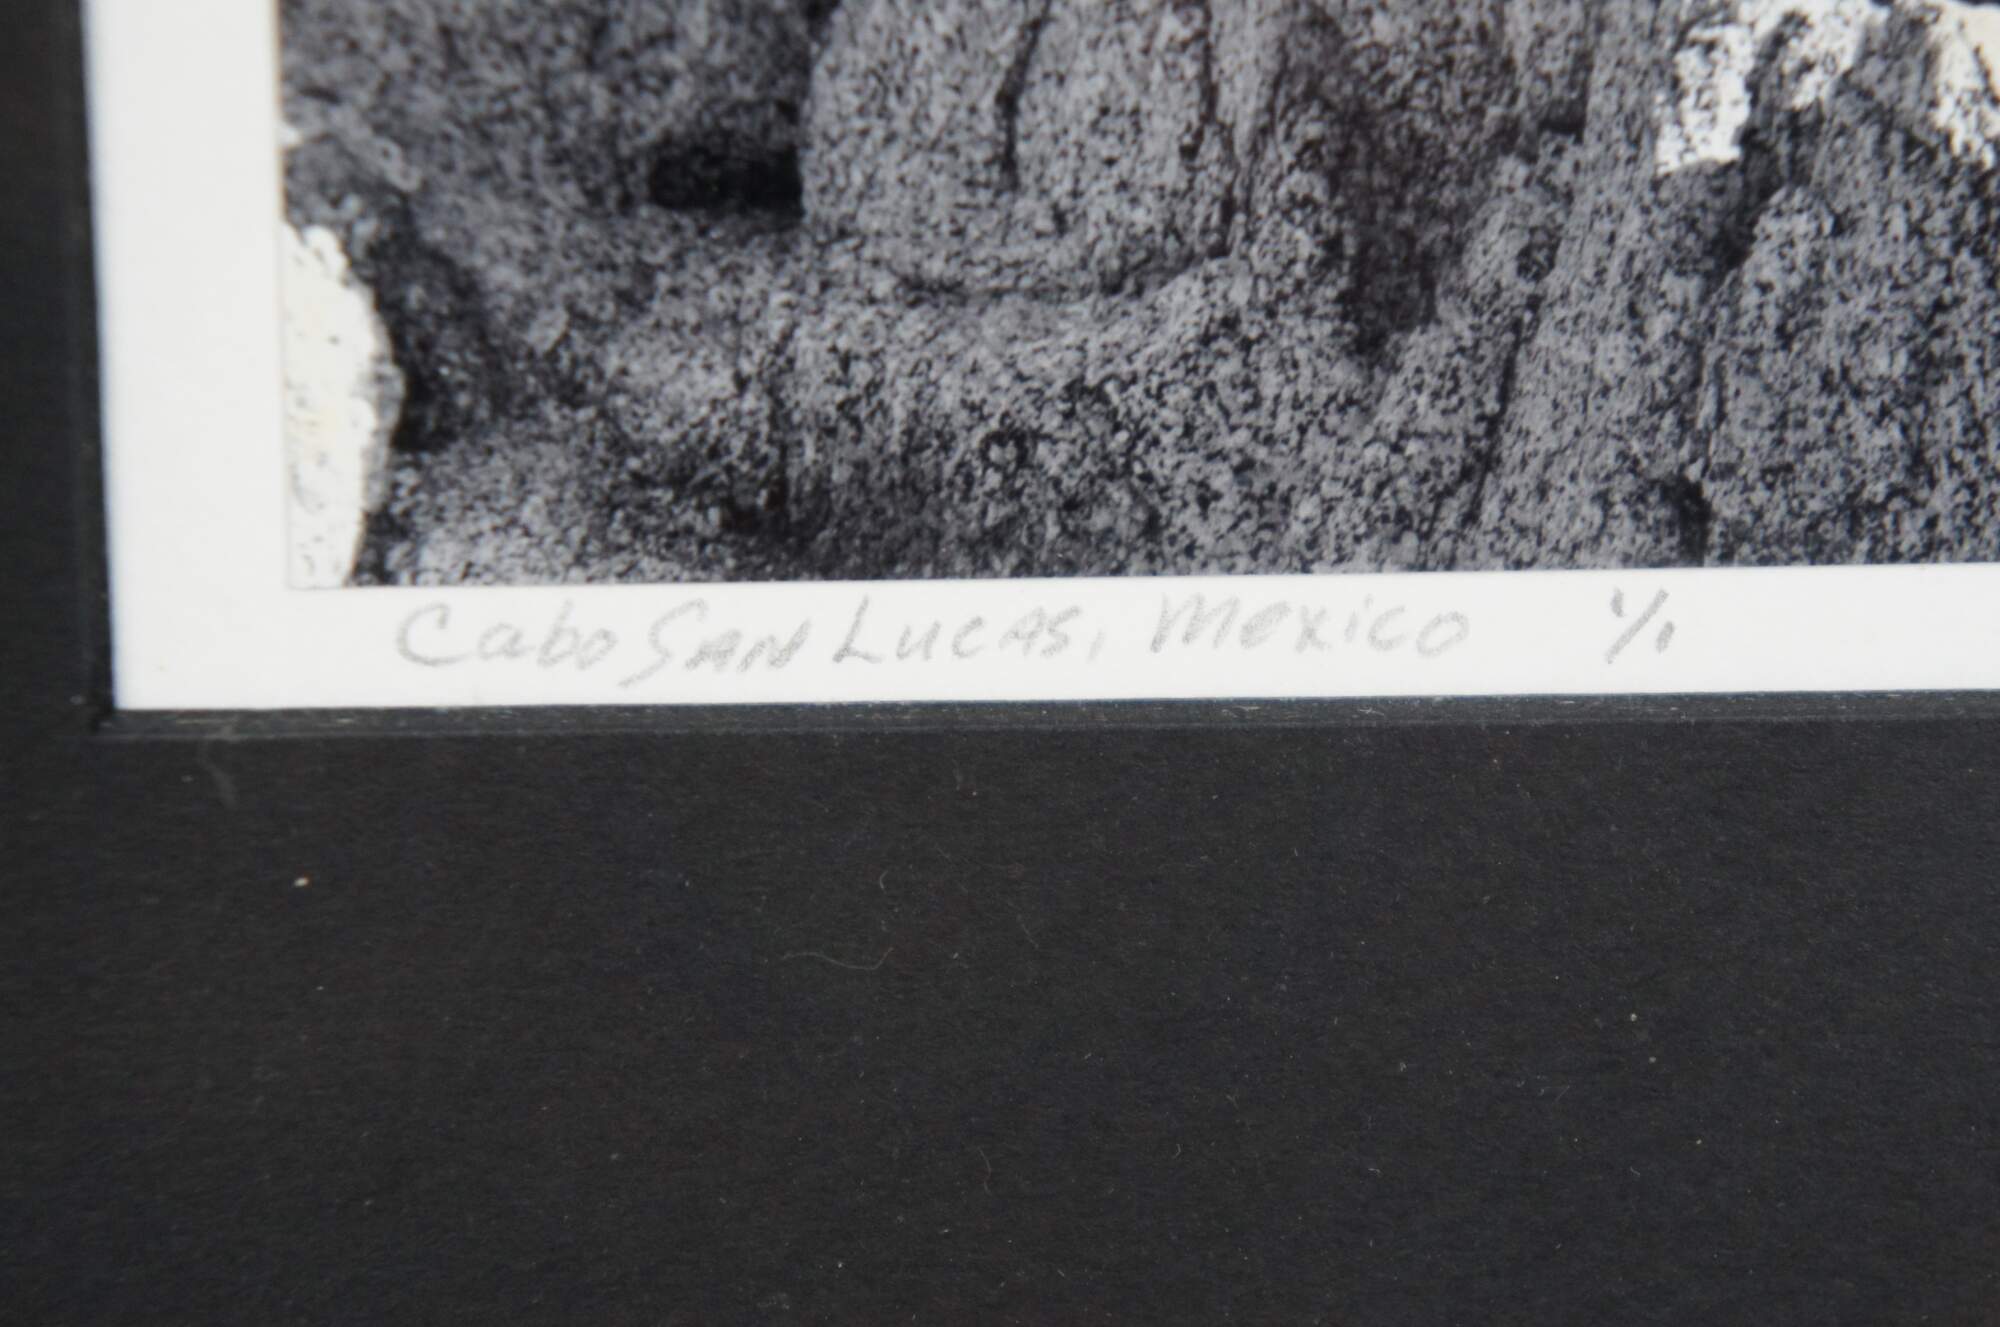 Cabo San Lucas, Mexico 1/1